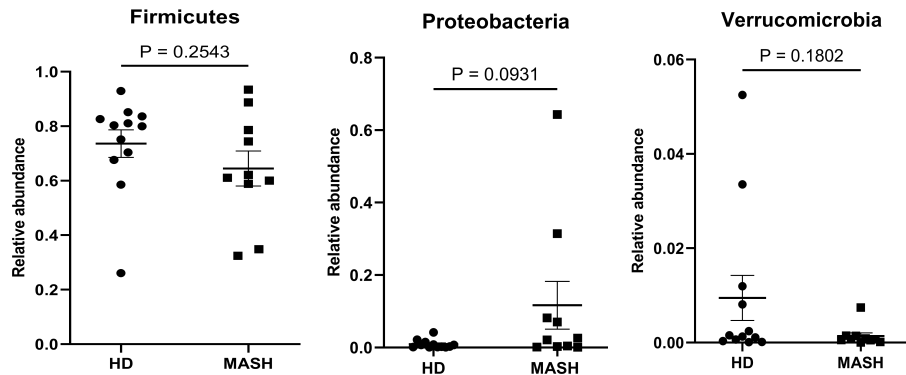 Firmicutes
P = 0.2543
Relative abundance
1.0
0.8
0.6
0.4
0.2
0.0
HD MASH
Proteobacteria
P = 0.0931
Relative abundance
0.8
0.6
0.4
0.2
0.0
HD MASH
Verrucomicrobia
P = 0.1802
Relative abundance
0.06
0.04
0.02
0.00
HD MASH